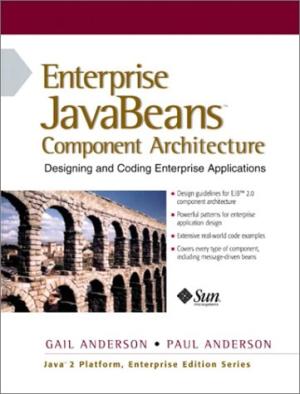 Enterprise
JavaBeans™
Component Architecture
Designing and Coding Enterprise Applications
• Design guidelines for EJB™ 2.0
component architecture
• Powerful patterns for enterprise
application design
• Extensive real-world code examples
• Covers every type of component,
including message-driven beans
Sun
microsystems
GAIL ANDERSON • PAUL ANDERSON
Java™ 2 Platform, Enterprise Edition Series